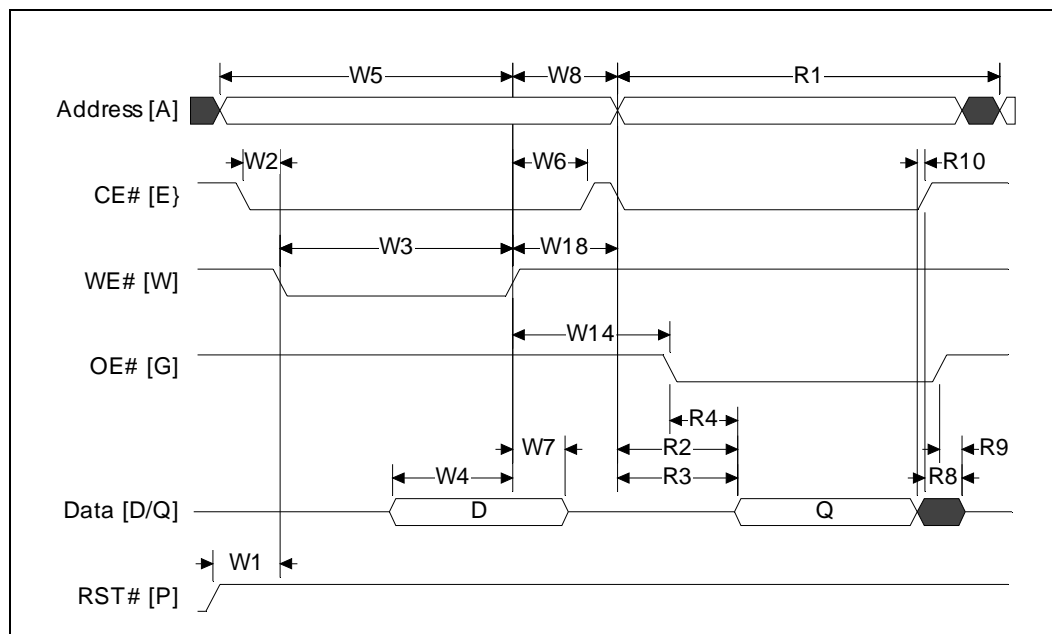 W5 W8 R1
Address [A]
W2 W6 R10
CE# [E}
W3 W18
WE# [W]
W14
OE# [G]
R4
W7 R2 R9
W4 R3 R8
Data [D/Q] D Q
W1
RST# [P]